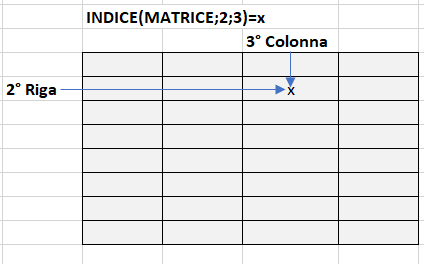 INDICE(MATRICE;2;3)=x
3° Colonna
2° Riga
x